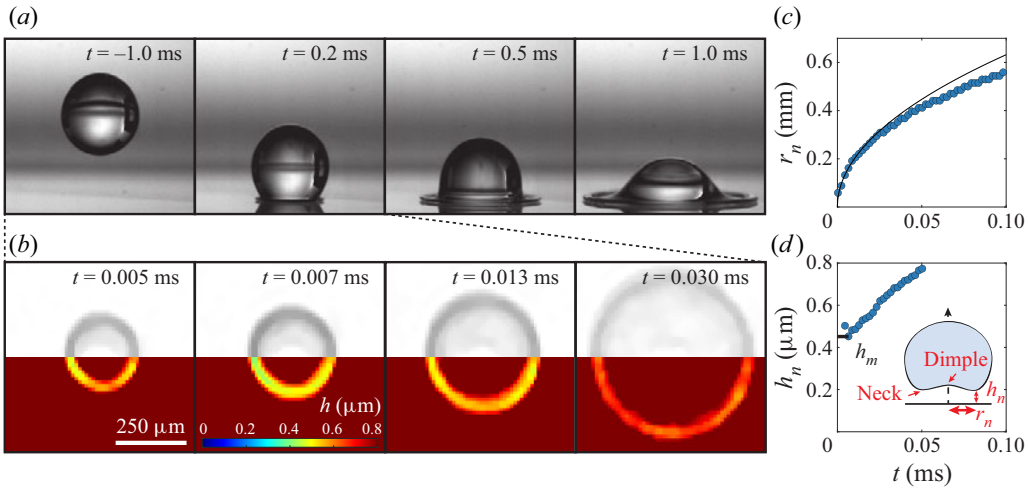 (a)
t = –1.0 ms
t = 0.2 ms
t = 0.5 ms
t = 1.0 ms
(b)
t = 0.005 ms
t = 0.007 ms
t = 0.013 ms
t = 0.030 ms
250 μm
h (μm)
0 0.2 0.4 0.6 0.8
(c)
0.6
0.4
0.2
0 0.05 0.10
r_n (mm)
(d)
0.8
0.6
0.4
0.2
0 0.05 0.10
h_n (μm)
h_m
Dimple
Neck
h_n
r_n
t (ms)